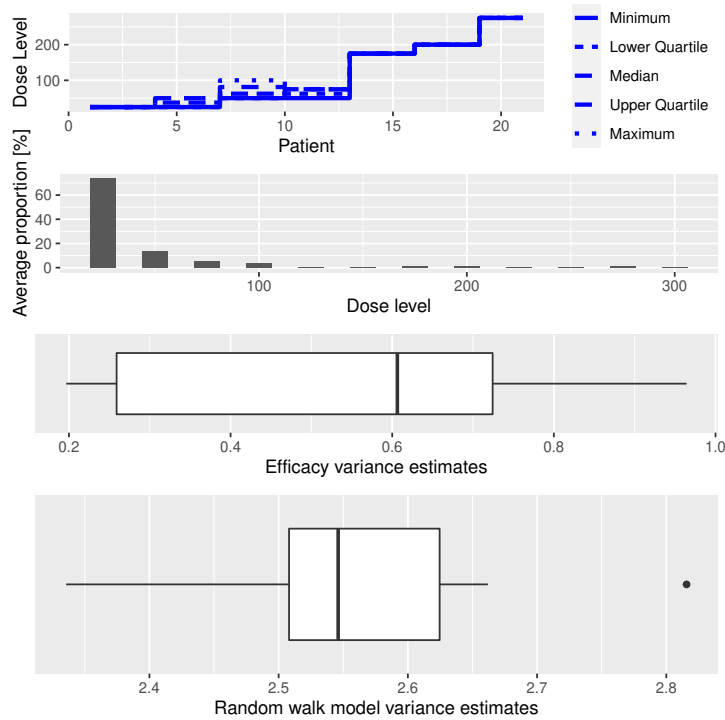 Dose Level
200
100
0
5
10
15
20
Patient
Minimum
Lower Quartile
Median
Upper Quartile
Maximum
Average proportion [%]
60
40
20
0
100
200
300
Dose level
0.2
0.4
0.6
0.8
1.0
Efficacy variance estimates
2.4
2.5
2.6
2.7
2.8
Random walk model variance estimates